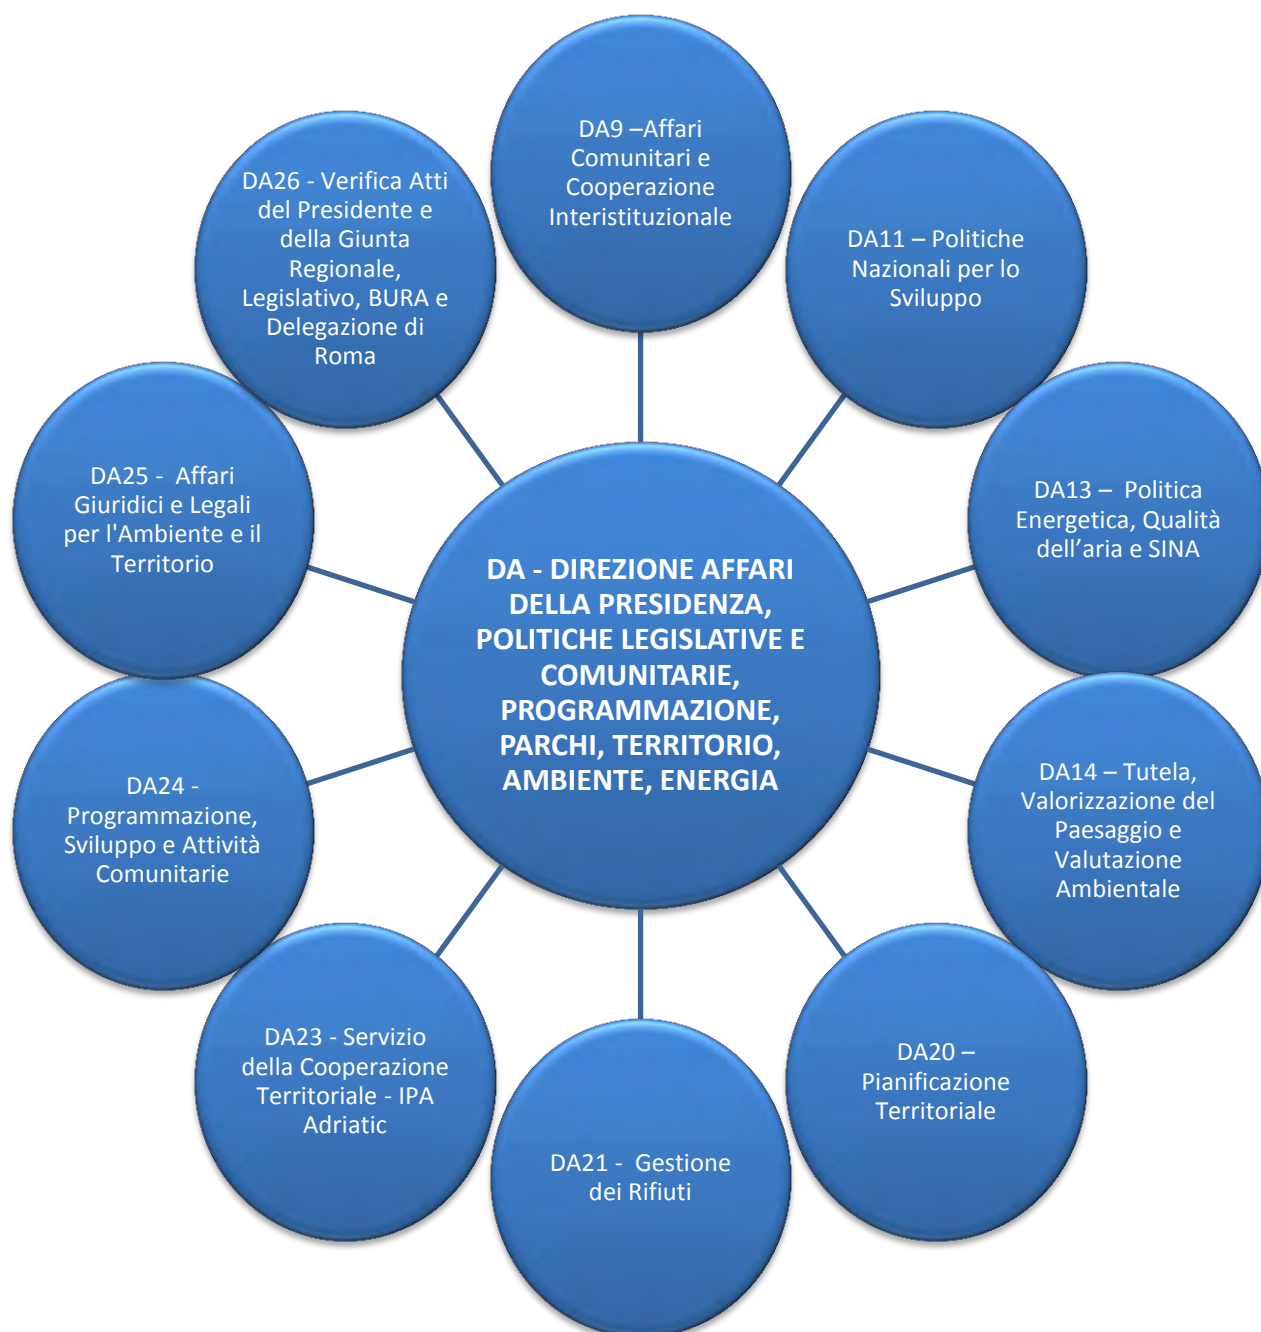 DA9 –Affari
Comunitari e
Cooperazione
Interistituzionale
DA11 – Politiche
Nazionali per lo
Sviluppo
DA13 –  Politica
Energetica, Qualità
dell’aria e SINA
DA14 – Tutela,
Valorizzazione del
Paesaggio e
Valutazione
Ambientale
DA20 –
Pianificazione
Territoriale
DA21 -  Gestione
dei Rifiuti
DA23 - Servizio
della Cooperazione
Territoriale - IPA
Adriatic
DA24 -
Programmazione,
Sviluppo e Attività
Comunitarie
DA25 -  Affari
Giuridici e Legali
per l'Ambiente e il
Territorio
DA26 - Verifica Atti
del Presidente e
della Giunta
Regionale,
Legislativo, BURA e
Delegazione di
Roma
DA - DIREZIONE AFFARI
DELLA PRESIDENZA,
POLITICHE LEGISLATIVE E
COMUNITARIE,
PROGRAMMAZIONE,
PARCHI, TERRITORIO,
AMBIENTE, ENERGIA